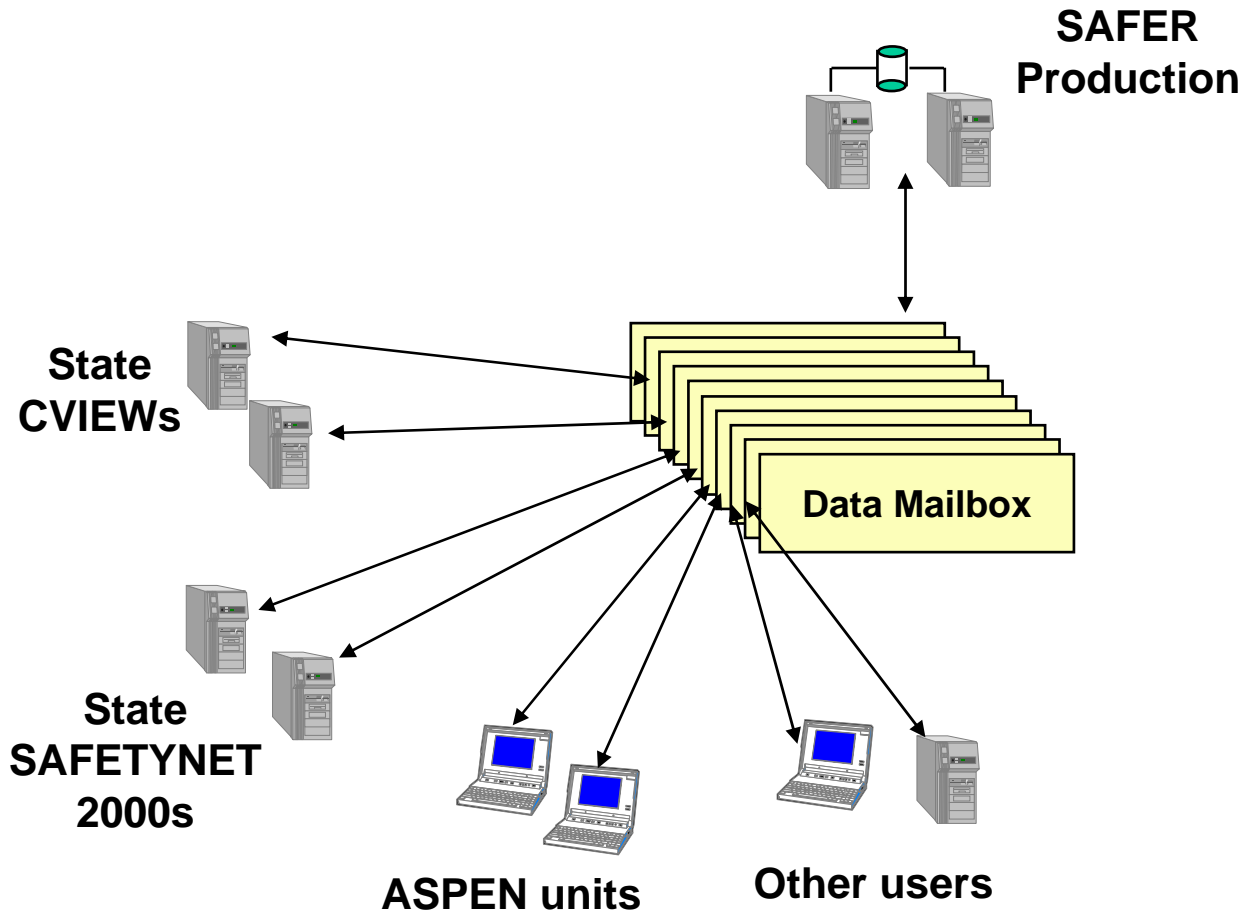 SAFER
Production
State
CVIEWs
Data Mailbox
State
SAFETYNET
2000s
ASPEN units
Other users